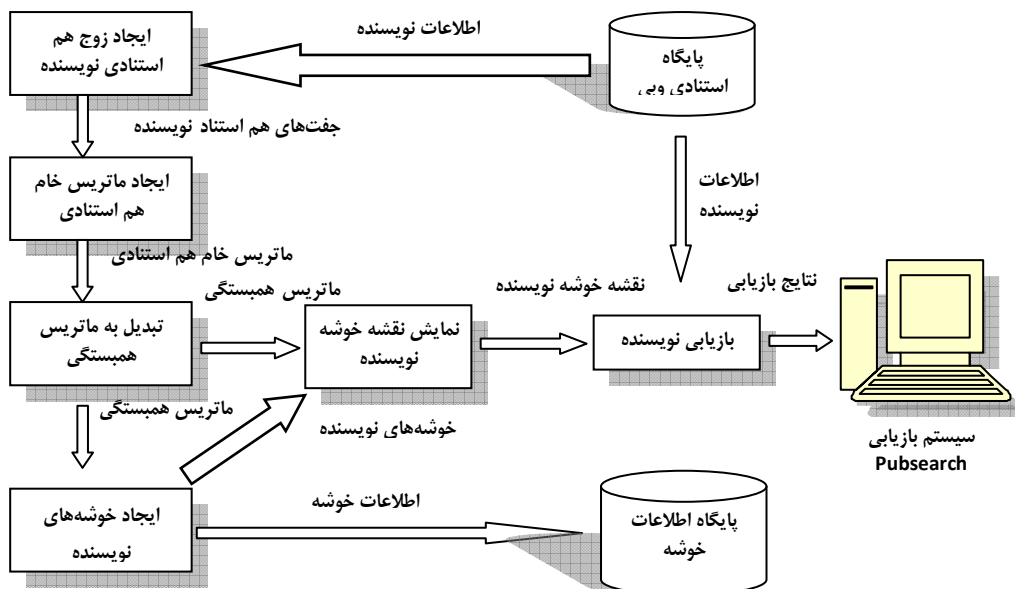 ایجاد زوج هم
استنادی نویسنده
اطلاعات نویسنده
پایگاه
استنادی وبی
جفت‌های هم استناد نویسنده
ایجاد ماتریس خام
هم استنادی
اطلاعات
نویسنده
ماتریس خام هم استنادی
ماتریس همبستگی
نقشه خوشه نویسنده
نتایج بازیابی
تبدیل به ماتریس
همبستگی
نمایش نقشه خوشه
نویسنده
بازیابی نویسنده
ماتریس همبستگی
خوشه‌های نویسنده
سیستم بازیابی
Pubsearch
ایجاد خوشه‌های
نویسنده
اطلاعات خوشه
پایگاه اطلاعات
خوشه